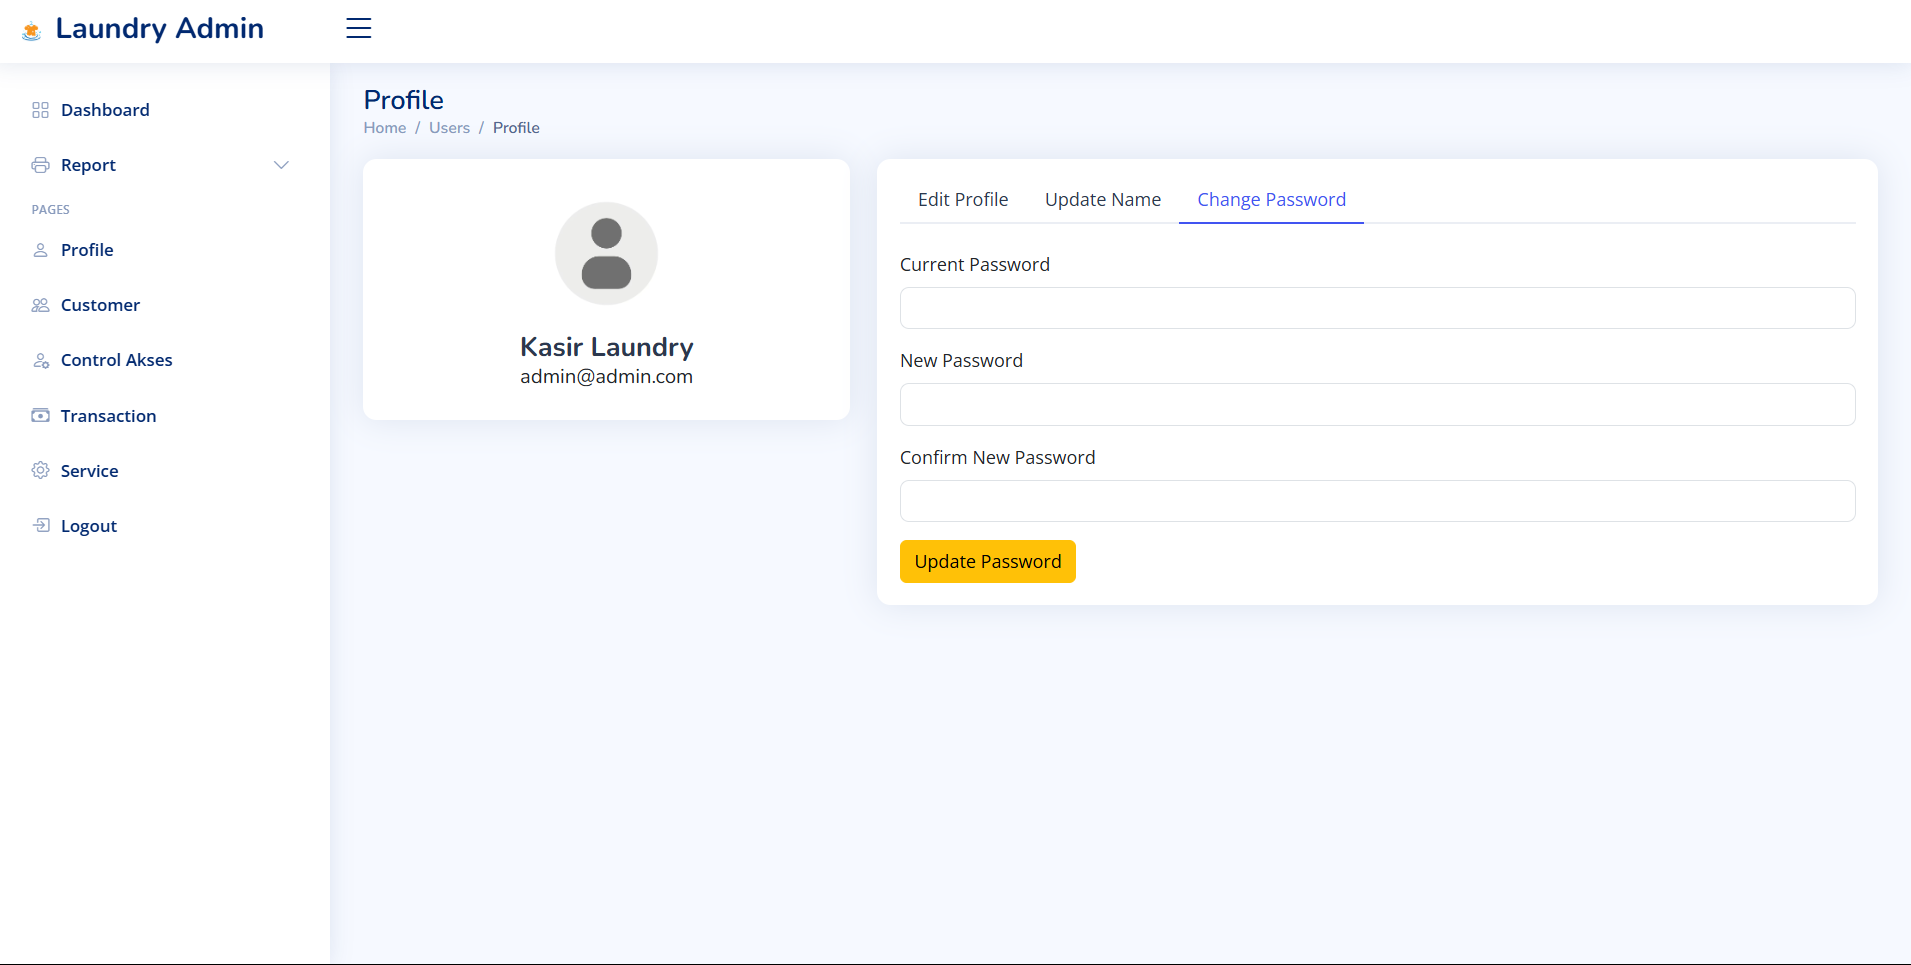 Laundry Admin
Dashboard
Report
PAGES
Profile
Customer
Control Akses
Transaction
Service
Logout
Profile
Home / Users / Profile
Kasir Laundry
admin@admin.com
Edit Profile Update Name Change Password
Current Password
New Password
Confirm New Password
Update Password